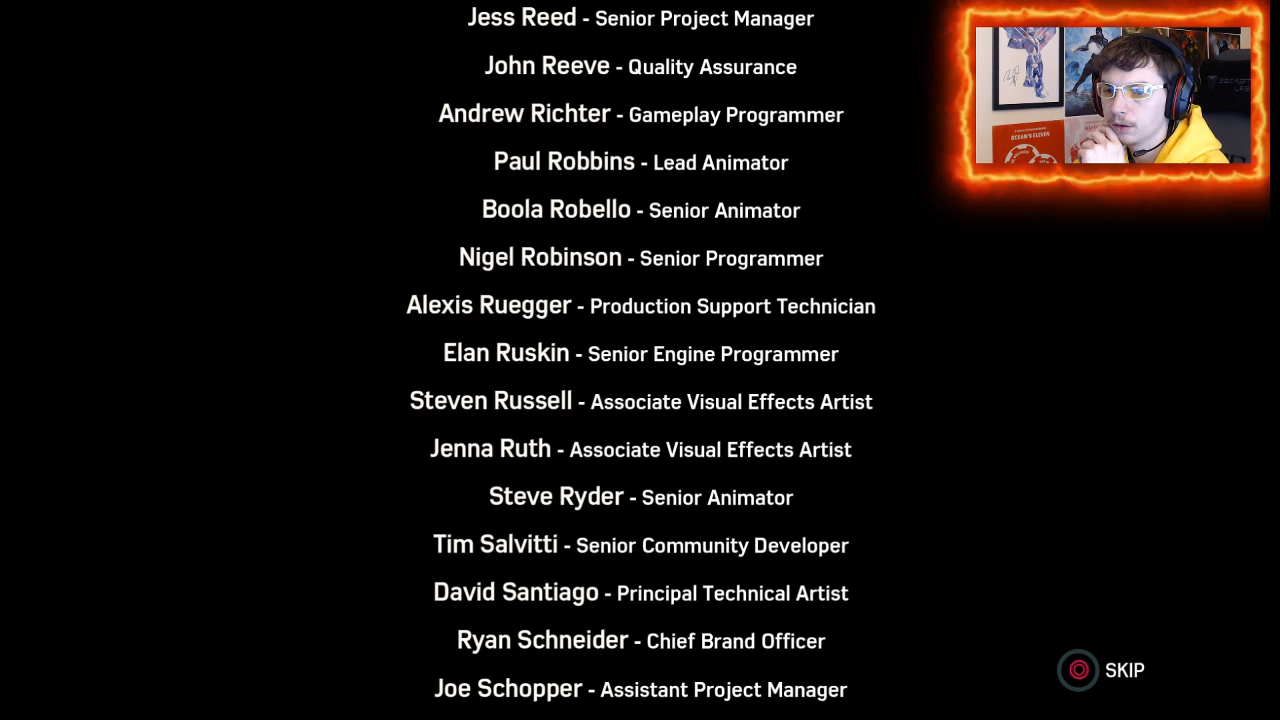 Jess Reed - Senior Project Manager
John Reeve - Quality Assurance
Andrew Richter - Gameplay Programmer
Paul Robbins - Lead Animator
Boola Robello - Senior Animator
Nigel Robinson - Senior Programmer
Alexis Ruegger - Production Support Technician
Elan Ruskin - Senior Engine Programmer
Steven Russell - Associate Visual Effects Artist
Jenna Ruth - Associate Visual Effects Artist
Steve Ryder - Senior Animator
Tim Salvitti - Senior Community Developer
David Santiago - Principal Technical Artist
Ryan Schneider - Chief Brand Officer
Joe Schopper - Assistant Project Manager
OCEAN'S ELEVEN
SKIP